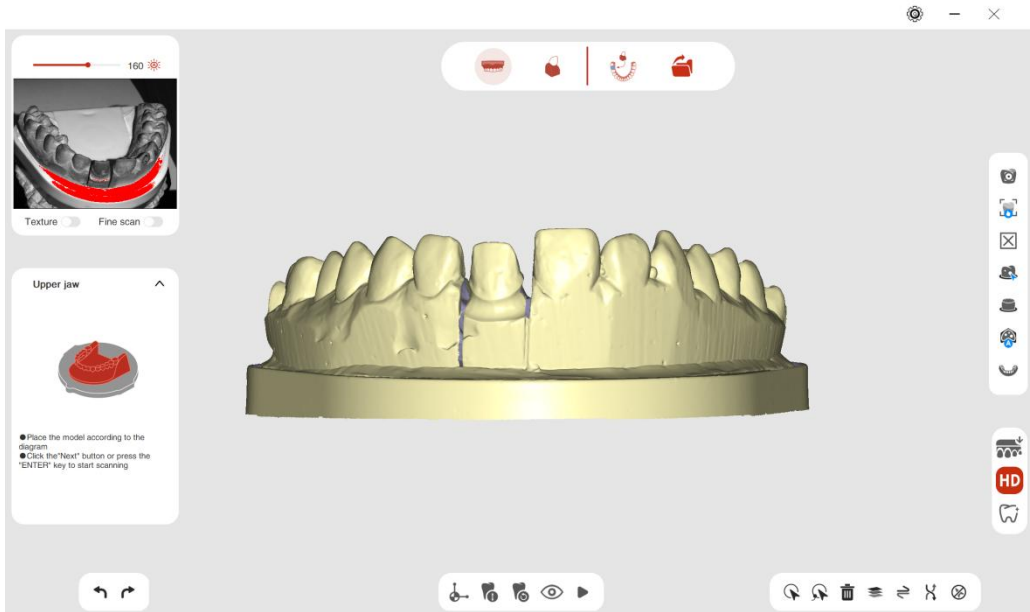 160
Texture
Fine scan
Upper jaw
●Place the model according to the
diagram
●Click the"Next" button or press the
"ENTER" key to start scanning
HD